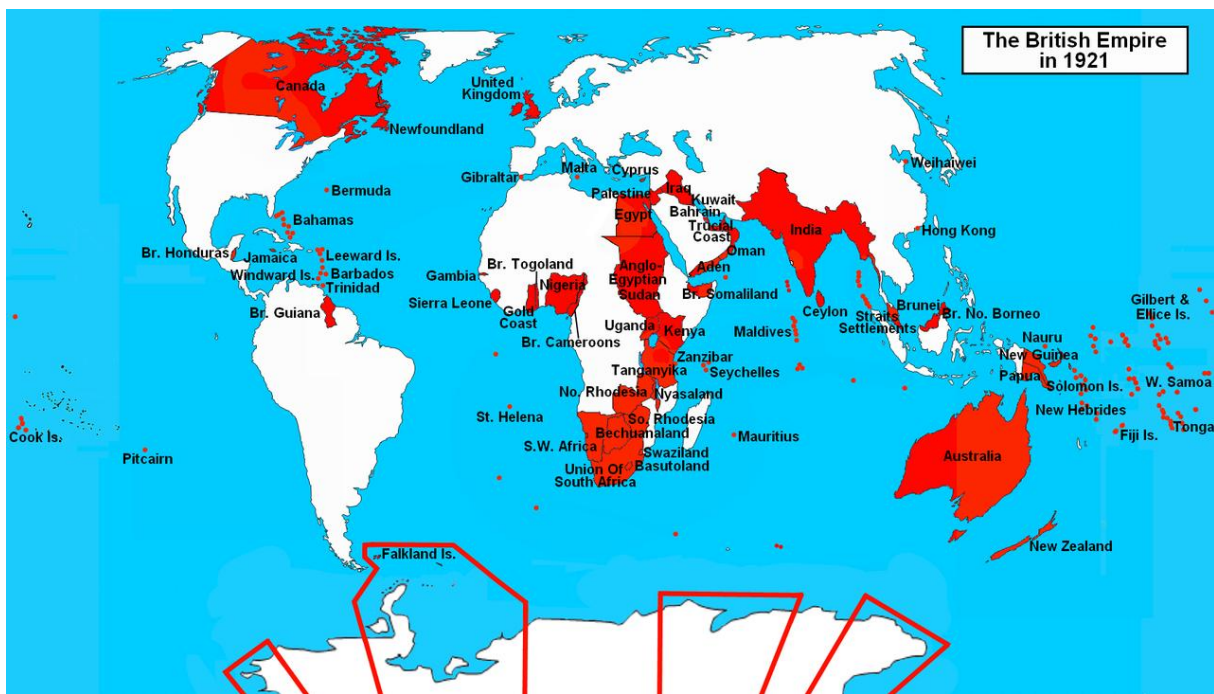 The British Empire
in 1921
Canada
United
Kingdom
Newfoundland
Weihaiwei
Gibraltar
Malta
Cyprus
Bermuda
Palestine
Iraq
Kuwait
Bahamas
Egypt
Bahrain
Trucial
Coast
India
Hong Kong
Oman
Br. Honduras
Jamaica
Leeward Is.
Windward Is.
Barbados
Trinidad
Gambia
Br. Togoland
Nigeria
Anglo-
Egyptian
Sudan
Aden
Br. Somaliland
Sierra Leone
Gold
Coast
Br. Guiana
Br. Cameroons
Uganda
Kenya
Maldives
Ceylon
Straits
Settlements
Brunei
Br. No. Borneo
Gilbert &
Ellice Is.
Nauru
New Guinea
Zanzibar
Seychelles
Tanganyika
Papua
Solomon Is.
W. Samoa
No. Rhodesia
Nyasaland
St. Helena
So. Rhodesia
Bechuanaland
Mauritius
New Hebrides
Fiji Is.
Tonga
Cook Is.
Pitcairn
S.W. Africa
Swaziland
Basutoland
Union Of
South Africa
Australia
New Zealand
Falkland Is.